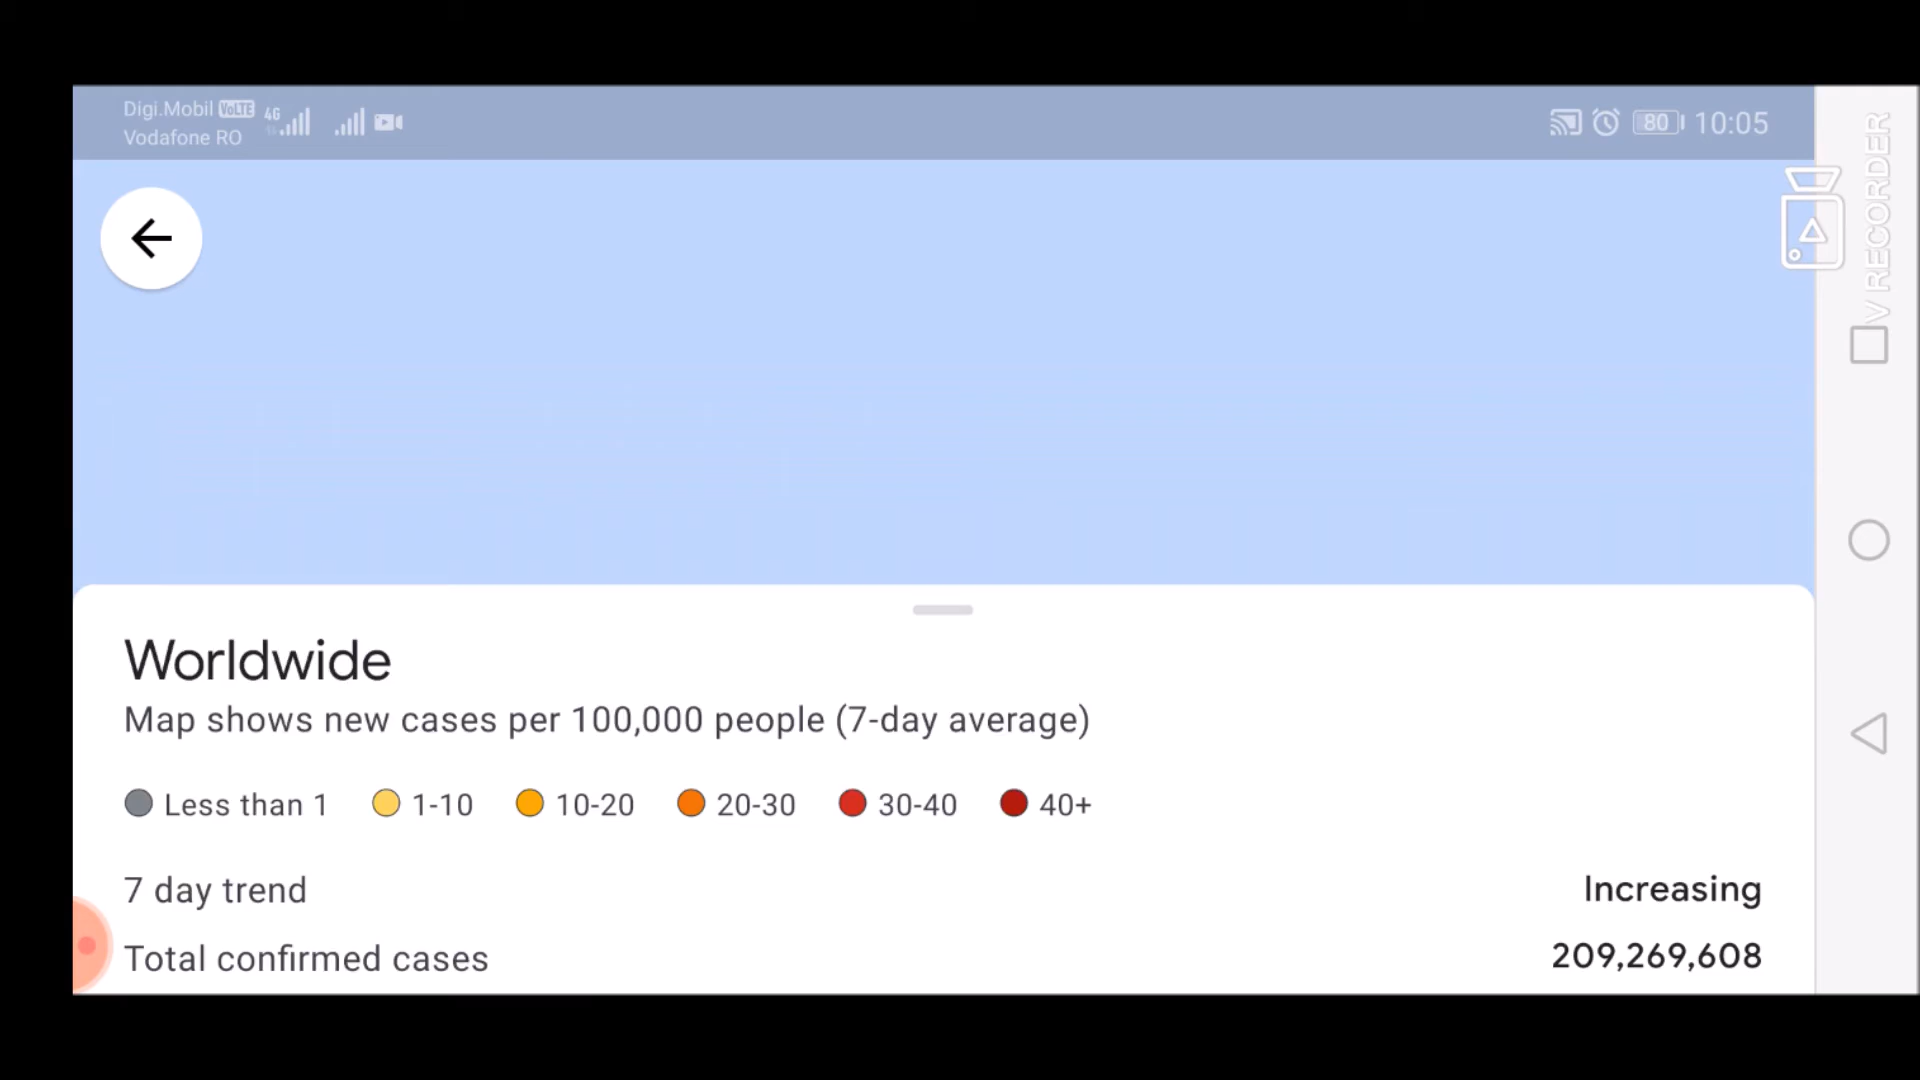 Digi.Mobil VoLTE 4G
Vodafone RO
80 10:05
V RECORDER
Worldwide
Map shows new cases per 100,000 people (7-day average)
Less than 1 1-10 10-20 20-30 30-40 40+
7 day trend Increasing
Total confirmed cases 209,269,608